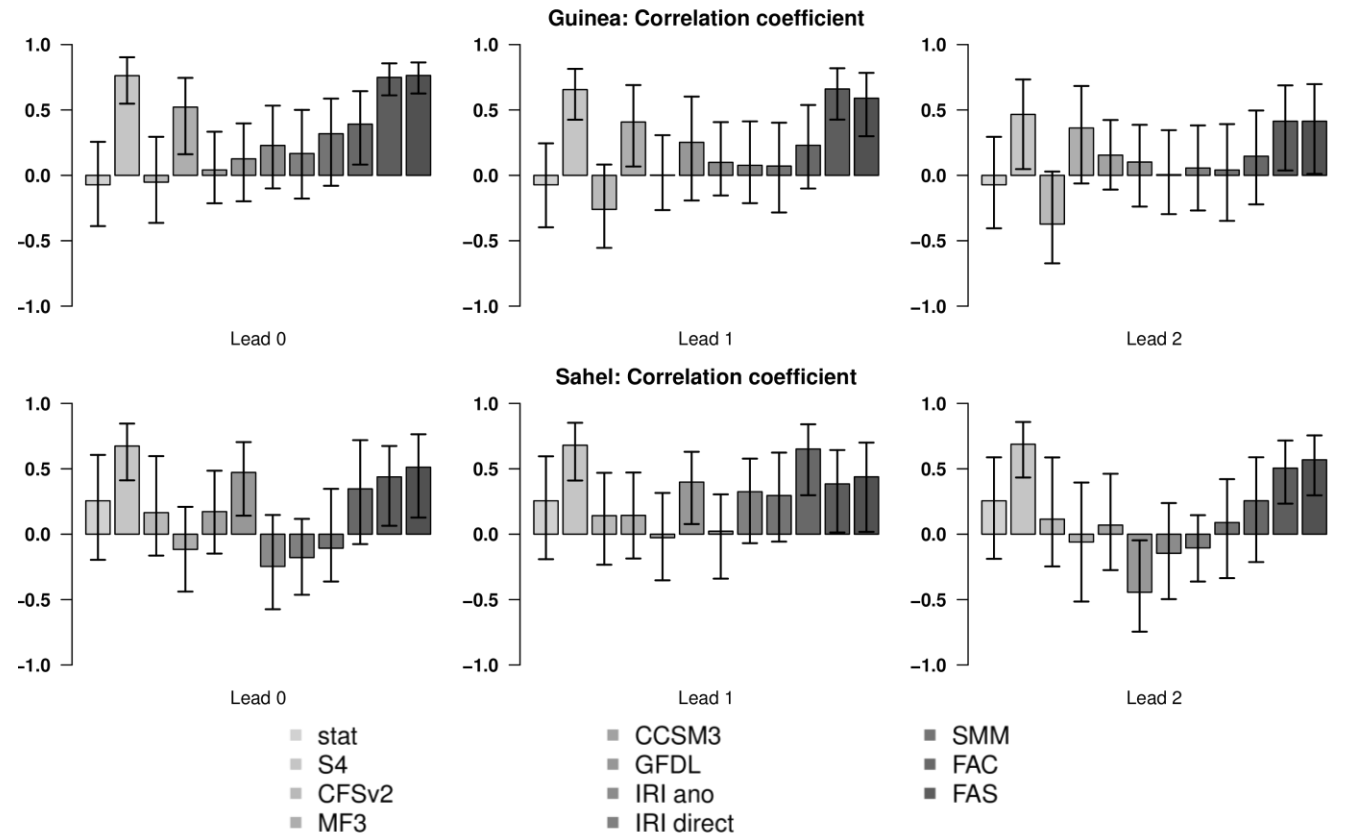 Guinea: Correlation coefficient
1.0
0.5
0.0
-0.5
-1.0
Lead 0
1.0
0.5
0.0
-0.5
-1.0
Lead 1
1.0
0.5
0.0
-0.5
-1.0
Lead 2
Sahel: Correlation coefficient
1.0
0.5
0.0
-0.5
-1.0
Lead 0
1.0
0.5
0.0
-0.5
-1.0
Lead 1
1.0
0.5
0.0
-0.5
-1.0
Lead 2
stat
S4
CFSv2
MF3
CCSM3
GFDL
IRI ano
IRI direct
SMM
FAC
FAS